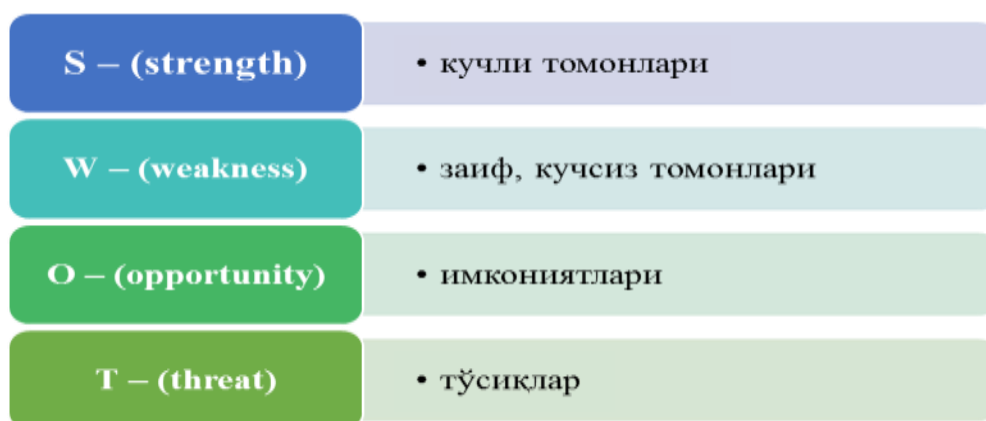 S – (strength)
• кучли томонлари
W – (weakness)
• заиф, кучсиз томонлари
O – (opportunity)
• имкониятлари
T – (threat)
• тўсиқлар